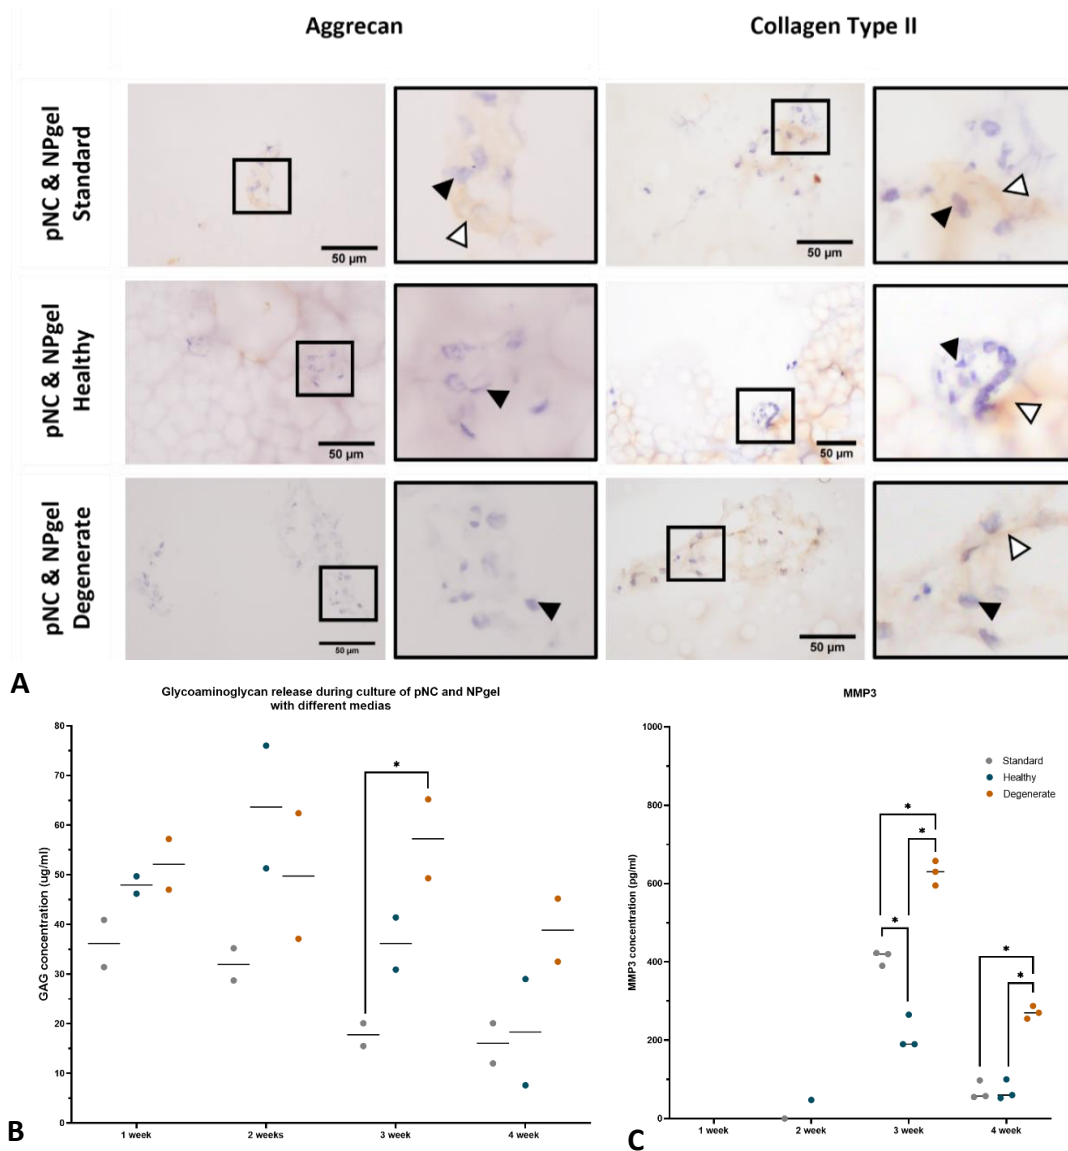 Aggrecan
Collagen Type II
pNC & NPgel
Standard
50 µm
50 µm
pNC & NPgel
Healthy
50 µm
50 µm
pNC & NPgel
Degenerate
50 µm
50 µm
A
Glycoaminoglycan release during culture of pNC and NPgel
with different medias
GAG concentration (ug/ml)
80
70
60
50
40
30
20
10
0
*
1 week
2 weeks
3 week
4 week
B
MMP3
MMP3 concentration (pg/ml)
1000
800
600
400
200
0
Standard
Healthy
Degenerate
*
*
*
*
*
1 week
2 week
3 week
4 week
C